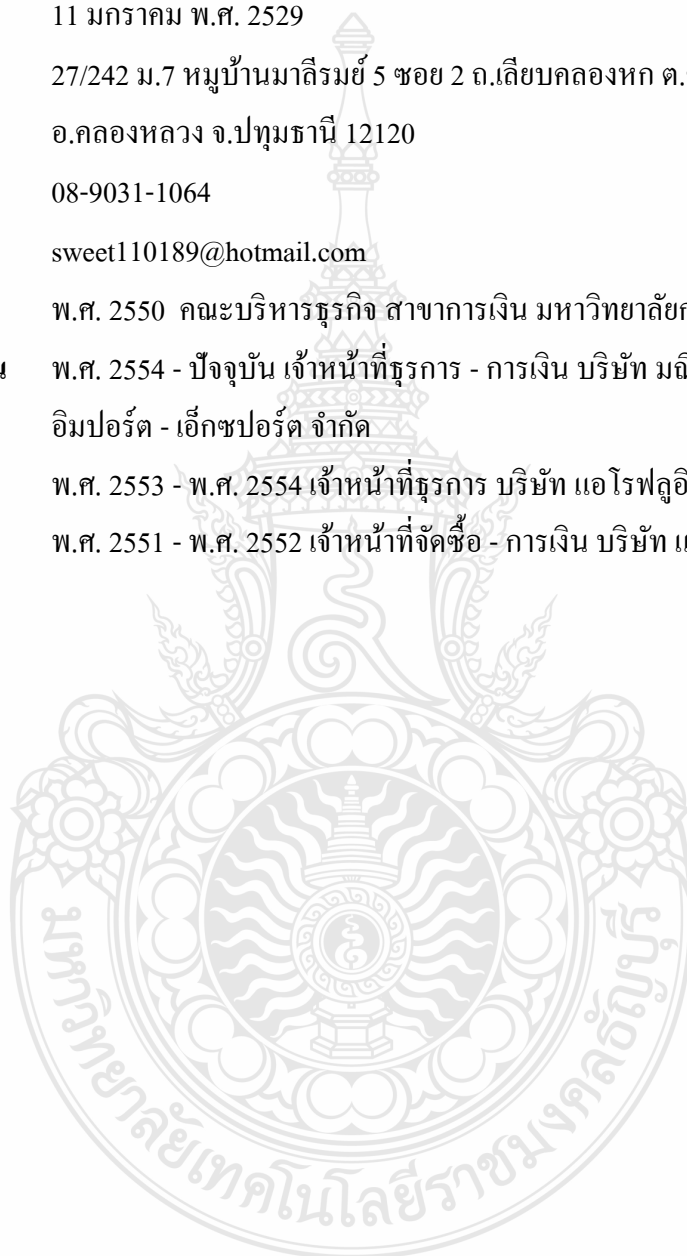 11 มกราคม พ.ศ. 2529
27/242 ม.7 หมู่บ้านมาลีรมย์ 5 ซอย 2 ถ.เลียบคลองหก ต.
อ.คลองหลวง จ.ปทุมธานี 12120
08-9031-1064
sweet110189@hotmail.com
พ.ศ. 2550 คณะบริหารธุรกิจ สาขาการเงิน มหาวิทยาลัย
พ.ศ. 2554 - ปัจจุบัน เจ้าหน้าที่ธุรการ - การเงิน บริษัท
อิมปอร์ต - เอ็กซปอร์ต จำกัด
พ.ศ. 2553 - พ.ศ. 2554 เจ้าหน้าที่ธุรการ บริษัท แอโรฟลูอิ
พ.ศ. 2551 - พ.ศ. 2552 เจ้าหน้าที่จัดซื้อ - การเงิน บริษัท
มหาวิทยาลัยเทคโนโลยีราชมงคลธัญบุรี